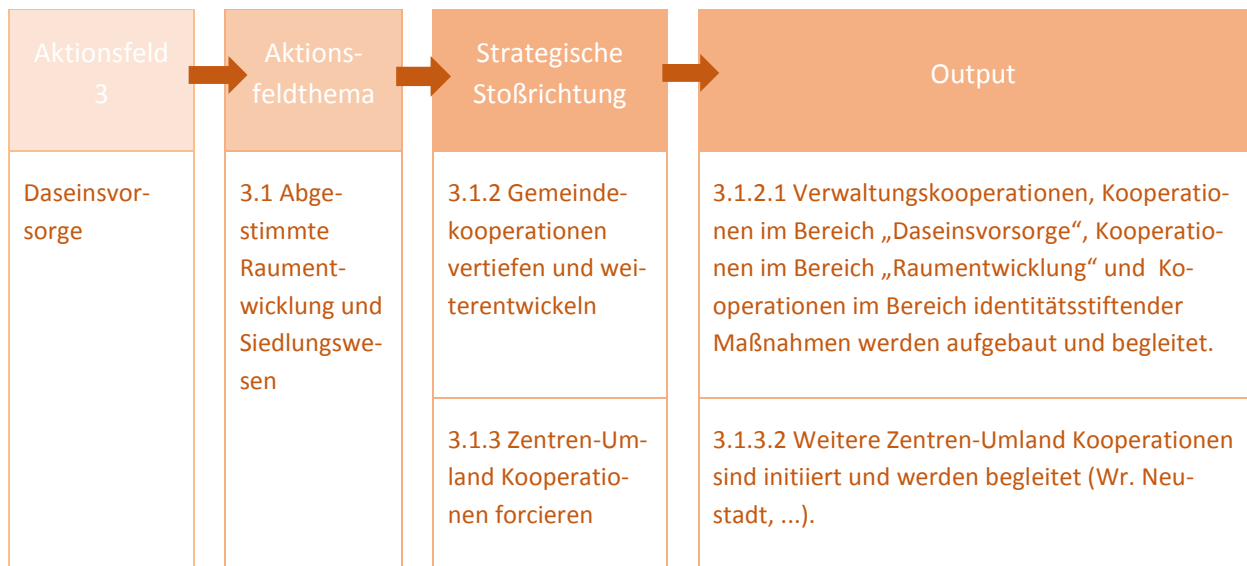 Aktionsfeld
3
Aktions-
feldthema
Strategische
Stoßrichtung
Output
Daseinsvor-
sorge
3.1 Abge-
stimmte
Raument-
wicklung und
Siedlungswe-
sen
3.1.2 Gemeinde-
kooperationen
vertiefen und wei-
terentwickeln
3.1.2.1 Verwaltungskooperationen, Kooperatio-
nen im Bereich „Daseinsvorsorge“, Kooperatio-
nen im Bereich „Raumentwicklung“ und Ko-
operationen im Bereich identitätsstiftender
Maßnahmen werden aufgebaut und begleitet.
3.1.3 Zentren-Um-
land Kooperatio-
nen forcieren
3.1.3.2 Weitere Zentren-Umland Kooperationen
sind initiiert und werden begleitet (Wr. Neu-
stadt, ...).